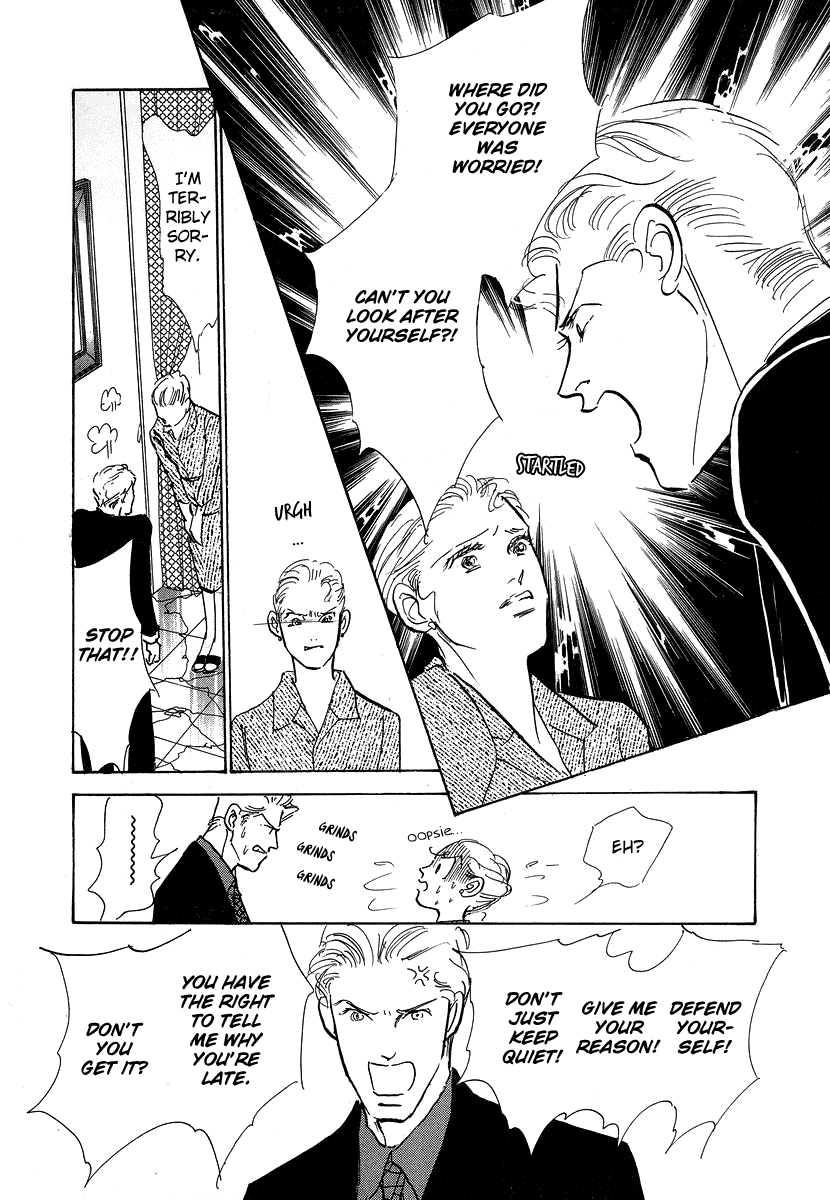 WHERE DID
YOU GO?!
EVERYONE
WAS
WORRIED!
CAN'T YOU
LOOK AFTER
YOURSELF?!
STARTLED
URGH
...
I'M
TER-
RIBLY
SOR-
RY.
STOP
THAT!!
EH?
OOPSIE...
GRINDS
GRINDS
GRINDS
DEFEND
YOUR-
SELF!
GIVE ME
YOUR
REASON!
DON'T
JUST
KEEP
QUIET!
YOU HAVE
THE RIGHT
TO TELL
ME WHY
YOU'RE
LATE.
DON'T
YOU
GET IT?